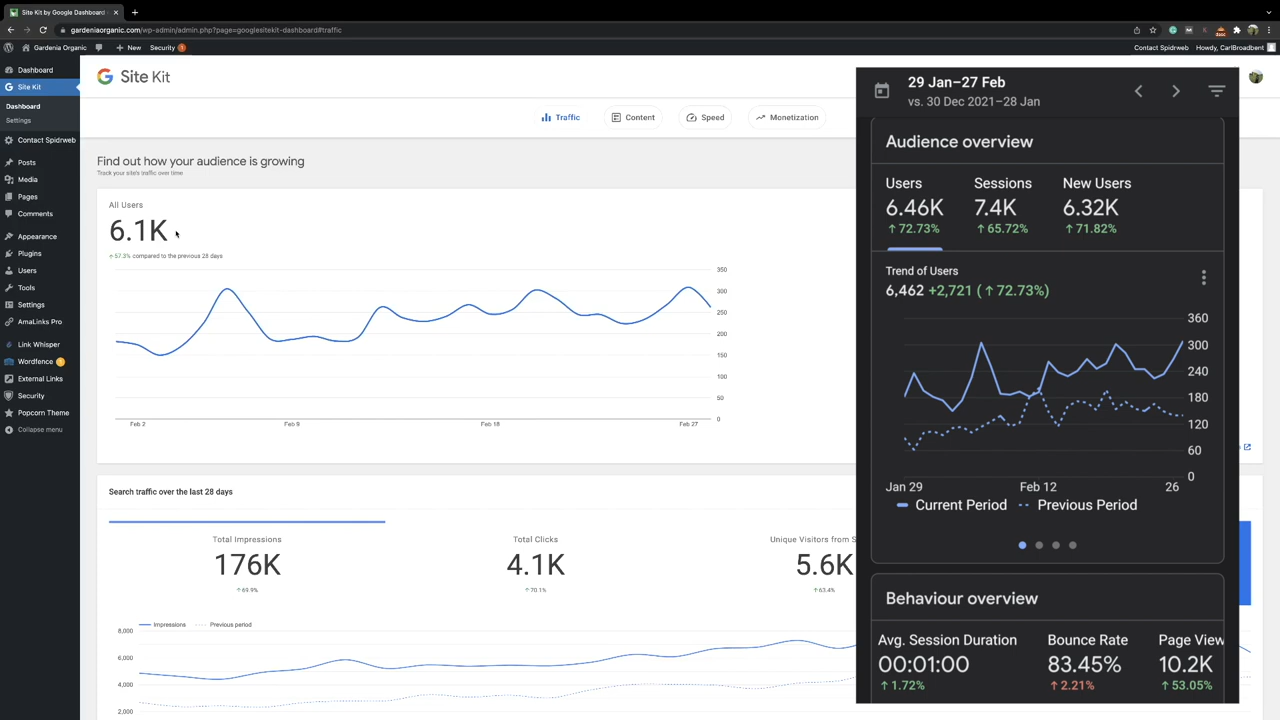 Site Kit by Google Dashboard
gardeniaorganic.com/wp-admin/admin.php?page=googlesitekit-dashboard#traffic
Gardenia Organic
New
Security 1
Contact Spidrweb
Howdy, CarlBroadbent
Dashboard
Site Kit
Dashboard
Settings
Contact Spidrweb
Posts
Media
Pages
Comments
Appearance
Plugins
Users
Tools
Settings
AmaLinks Pro
Link Whisper
Wordfence 1
External Links
Security
Popcorn Theme
Collapse menu
G Site Kit
Traffic
Content
Speed
Monetization
Find out how your audience is growing
Track your site's traffic over time
All Users
6.1K
↑ 57.3% compared to the previous 28 days
350
300
250
200
150
100
50
0
Feb 2
Feb 9
Feb 18
Feb 27
Search traffic over the last 28 days
Total Impressions
176K
↑69.9%
Total Clicks
4.1K
↑70.1%
Unique Visitors from S
5.6K
↑63.4%
Impressions
Previous period
8,000
6,000
4,000
2,000
29 Jan–27 Feb
vs. 30 Dec 2021–28 Jan
Audience overview
Users
6.46K
↑72.73%
Sessions
7.4K
↑65.72%
New Users
6.32K
↑71.82%
Trend of Users
6,462 +2,721 (↑72.73%)
360
300
240
180
120
60
0
Jan 29
Feb 12
26
Current Period
Previous Period
Behaviour overview
Avg. Session Duration
00:01:00
↑1.72%
Bounce Rate
83.45%
↑2.21%
Page View
10.2K
↑53.05%